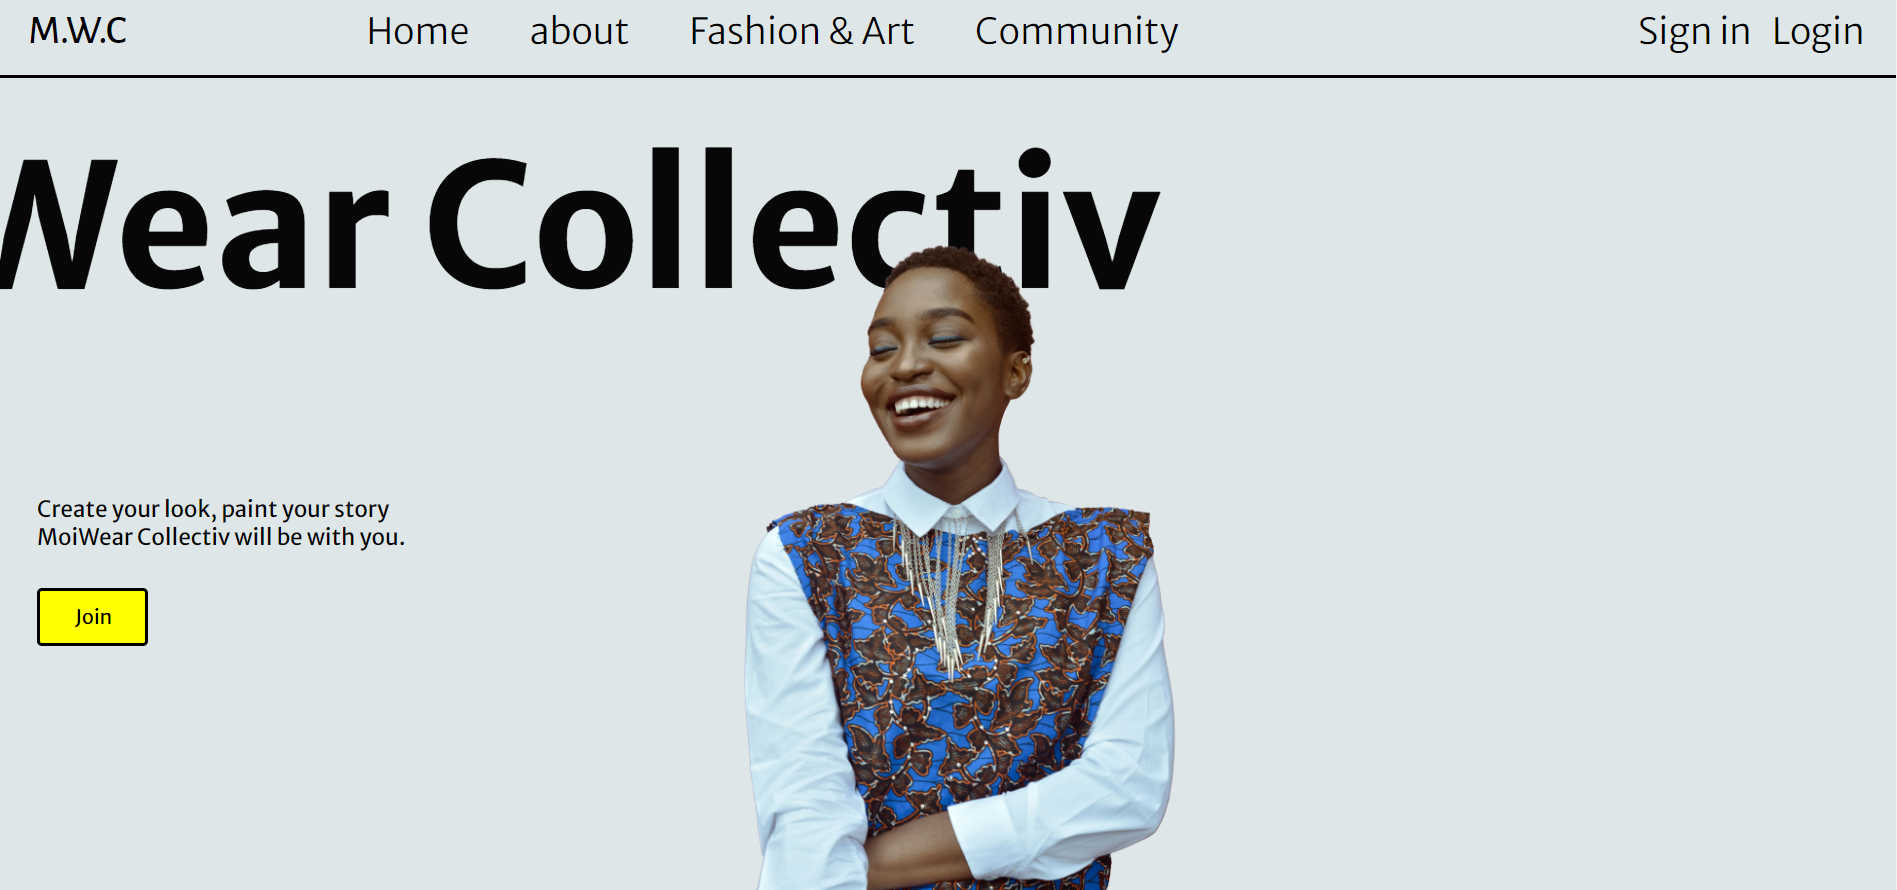 M.W.C Home about Fashion & Art Community Sign in Login
Wear Collectiv
Create your look, paint your story
MoiWear Collectiv will be with you.
Join